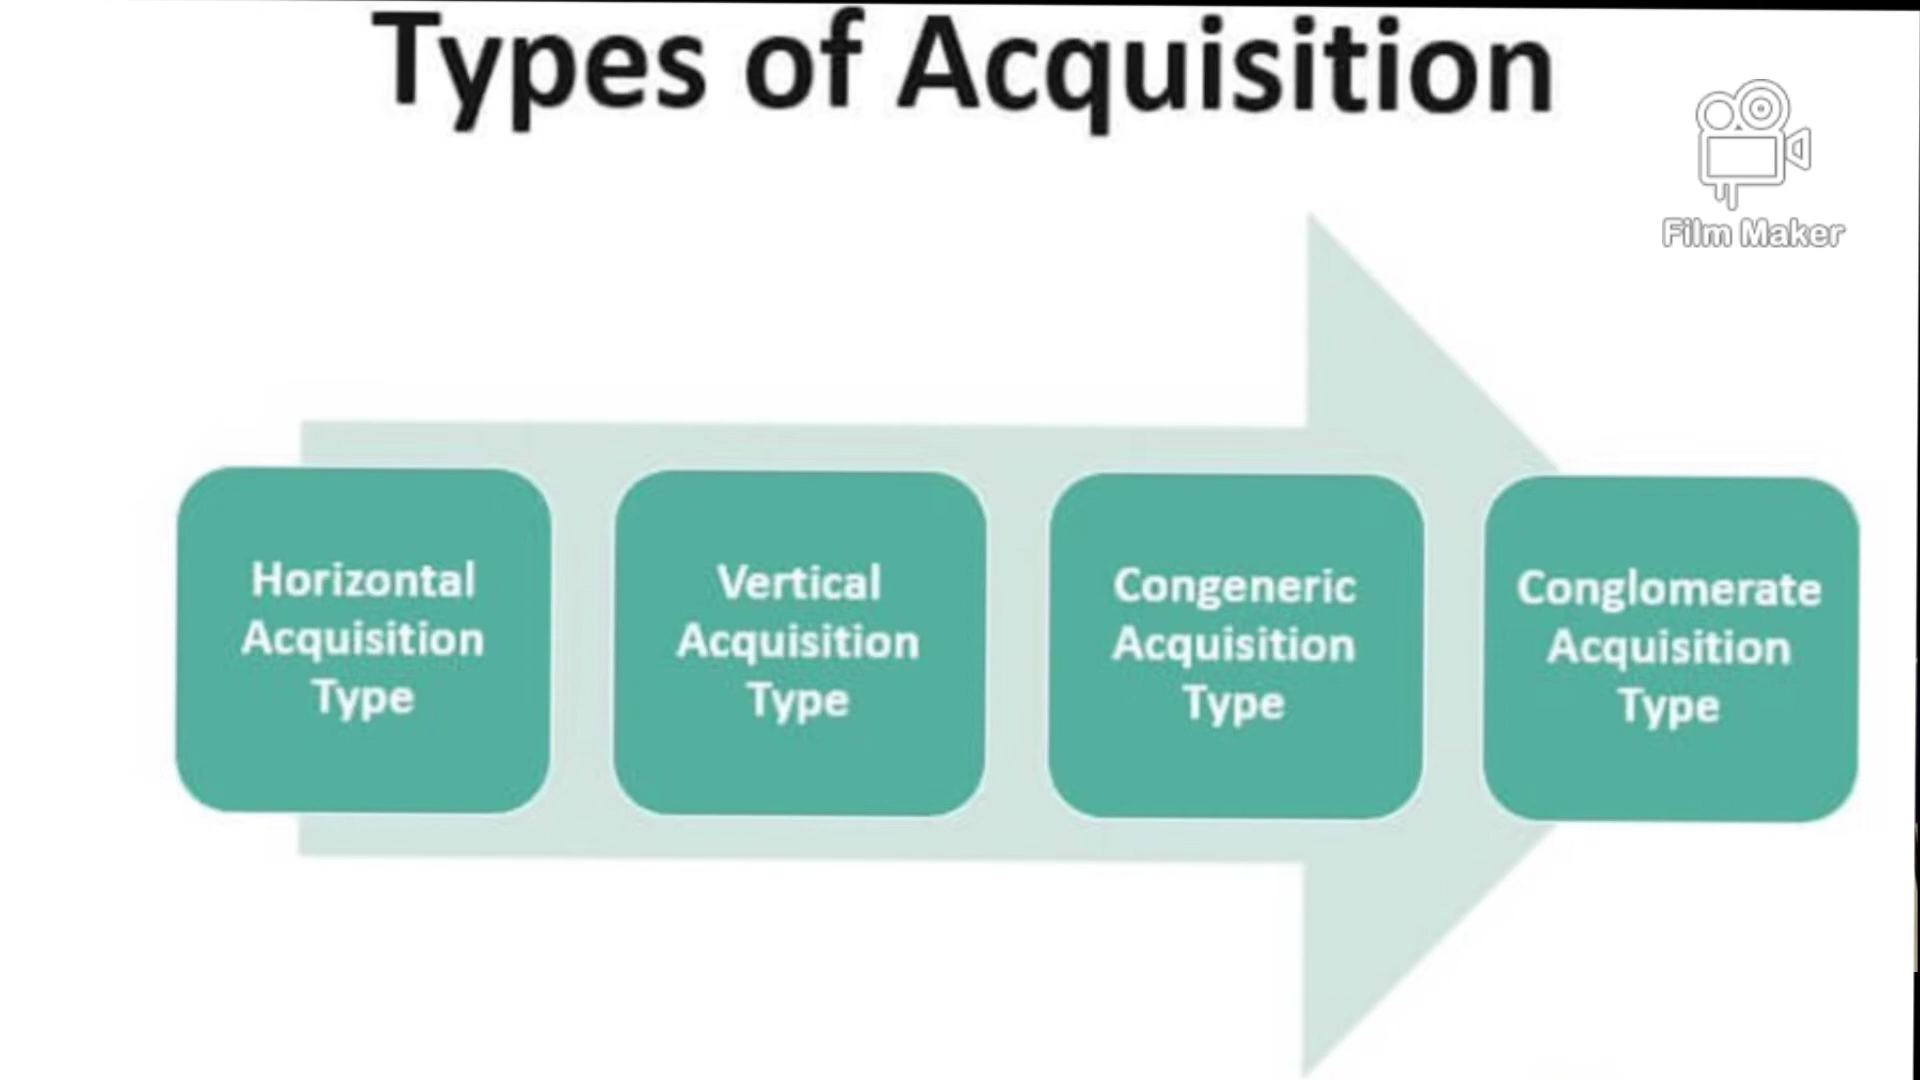 Types of Acquisition
Film Maker
Horizontal
Acquisition
Type
Vertical
Acquisition
Type
Congeneric
Acquisition
Type
Conglomerate
Acquisition
Type